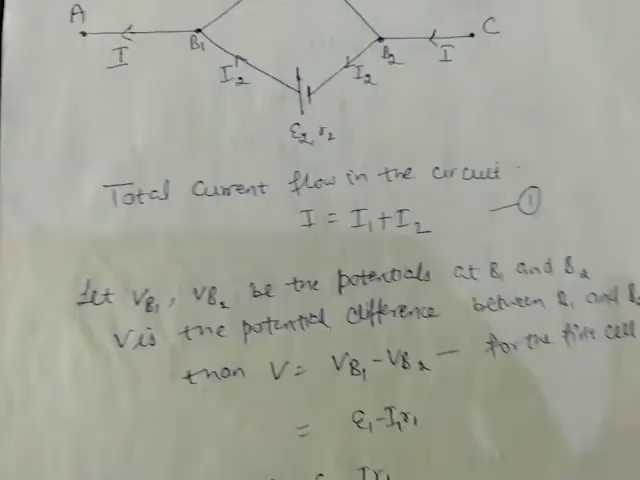 A
I
B1
I2
I2
B2
I
C
ε2, r2
Total current flow in the circuit
I = I1 + I2 —①
Let VB1, VB2 be the potentials at B1 and B2
V is the potential difference between B1 and B
then V = VB1 - VB2 — for the first cell
= ε1 - I1r1